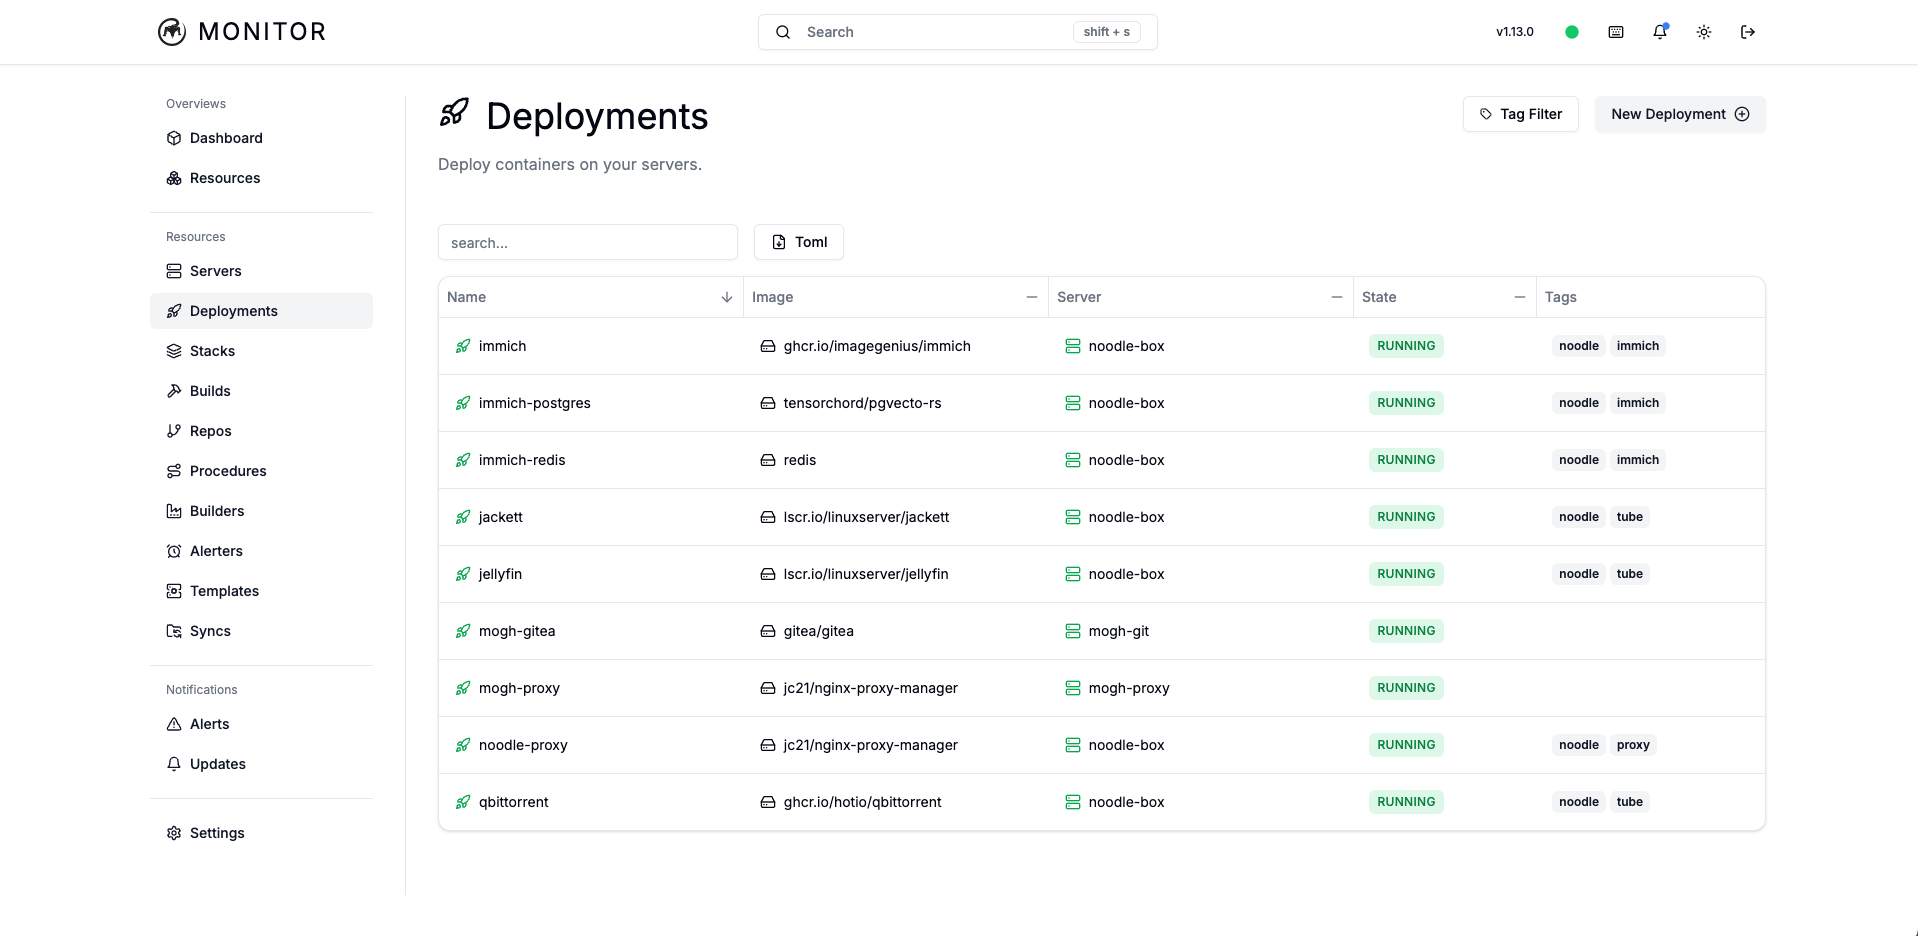 MONITOR
Search shift + s
v1.13.0
Overviews
Dashboard
Resources
Resources
Servers
Deployments
Stacks
Builds
Repos
Procedures
Builders
Alerters
Templates
Syncs
Notifications
Alerts
Updates
Settings
Deployments
Tag Filter
New Deployment
Deploy containers on your servers.
search...
Toml
Name Image Server State Tags
immich ghcr.io/imagegenius/immich noodle-box RUNNING noodle immich
immich-postgres tensorchord/pgvecto-rs noodle-box RUNNING noodle immich
immich-redis redis noodle-box RUNNING noodle immich
jackett lscr.io/linuxserver/jackett noodle-box RUNNING noodle tube
jellyfin lscr.io/linuxserver/jellyfin noodle-box RUNNING noodle tube
mogh-gitea gitea/gitea mogh-git RUNNING
mogh-proxy jc21/nginx-proxy-manager mogh-proxy RUNNING
noodle-proxy jc21/nginx-proxy-manager noodle-box RUNNING noodle proxy
qbittorrent ghcr.io/hotio/qbittorrent noodle-box RUNNING noodle tube